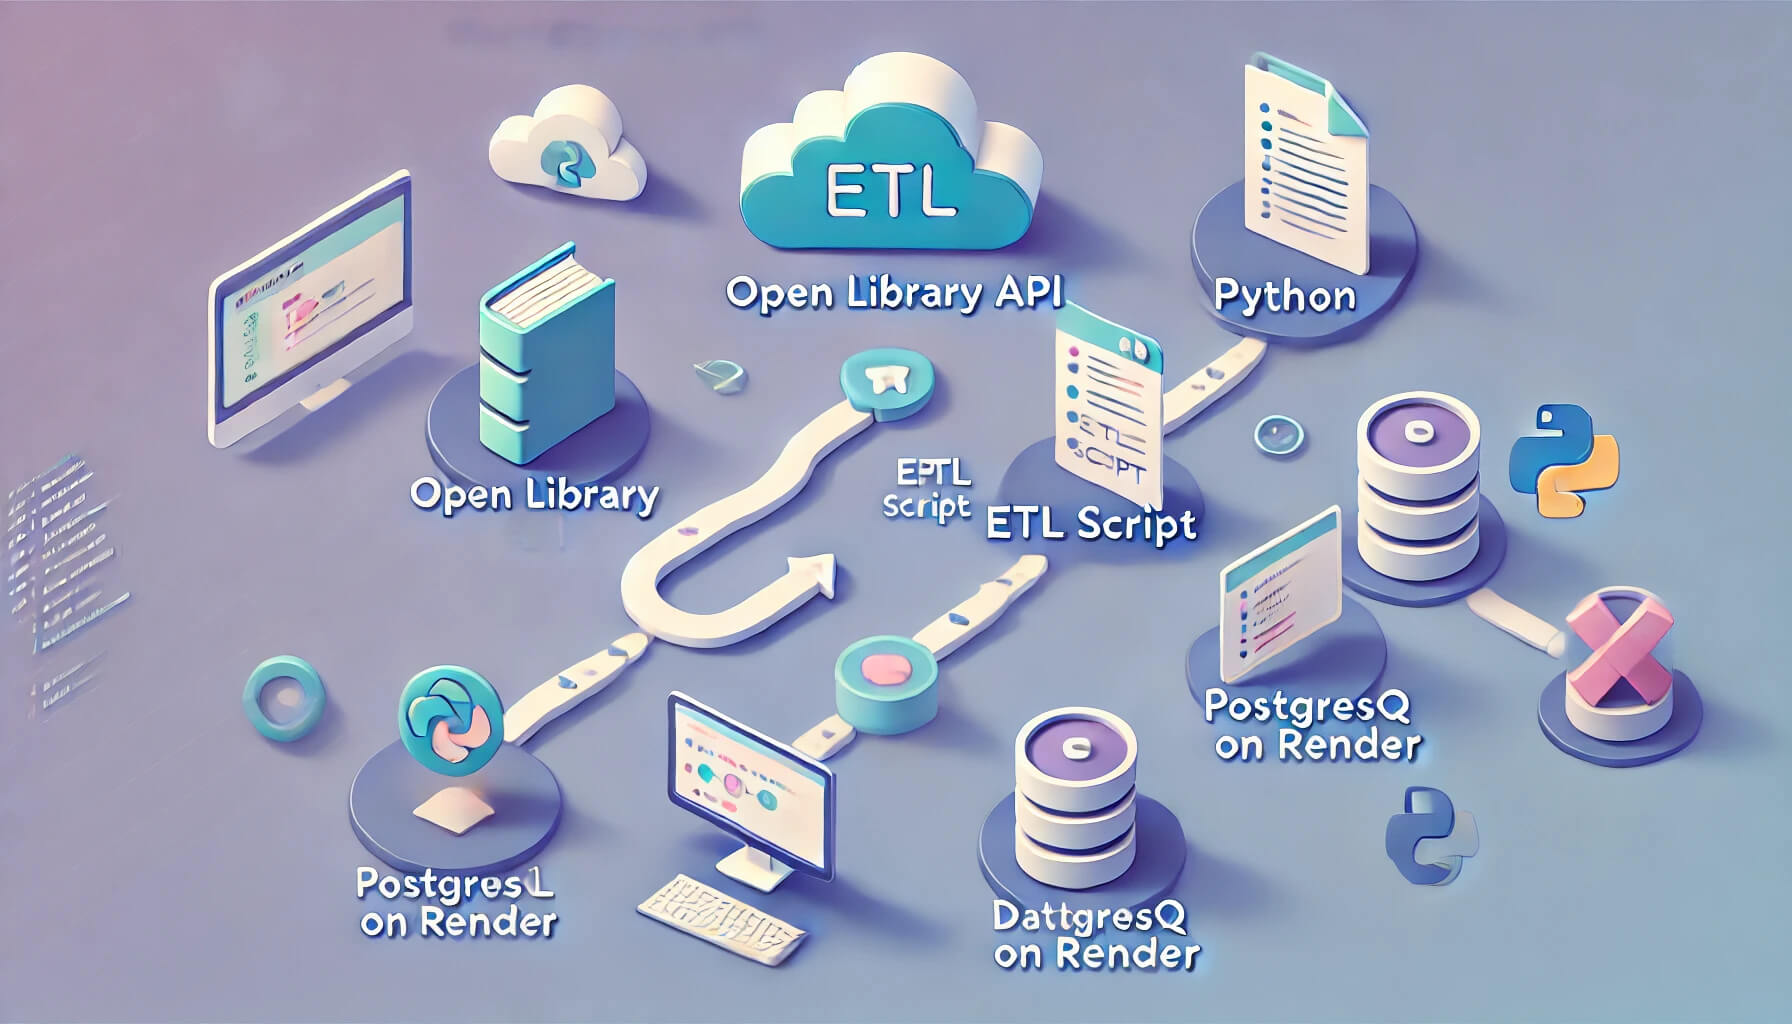 ETL
Open Library API
Python
Open Library
EPTL
Script
ETL
SCIPT
ETL Script
PostgresQ
on Render
PostgresL
on Render
DattgresQ
on Render